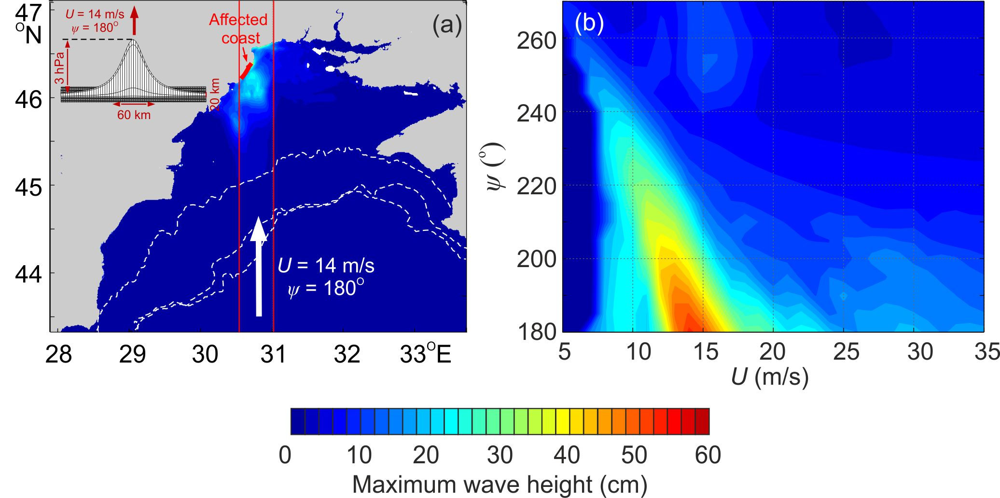 47
°N
46
45
44
28 29 30 31 32 33°E
U = 14 m/s
ψ = 180°
3 hPa
20 km
60 km
Affected
coast
(a)
U = 14 m/s
ψ = 180°
(b)
ψ (°)
260
240
220
200
180
5 10 15 20 25 30 35
U (m/s)
0 10 20 30 40 50 60
Maximum wave height (cm)